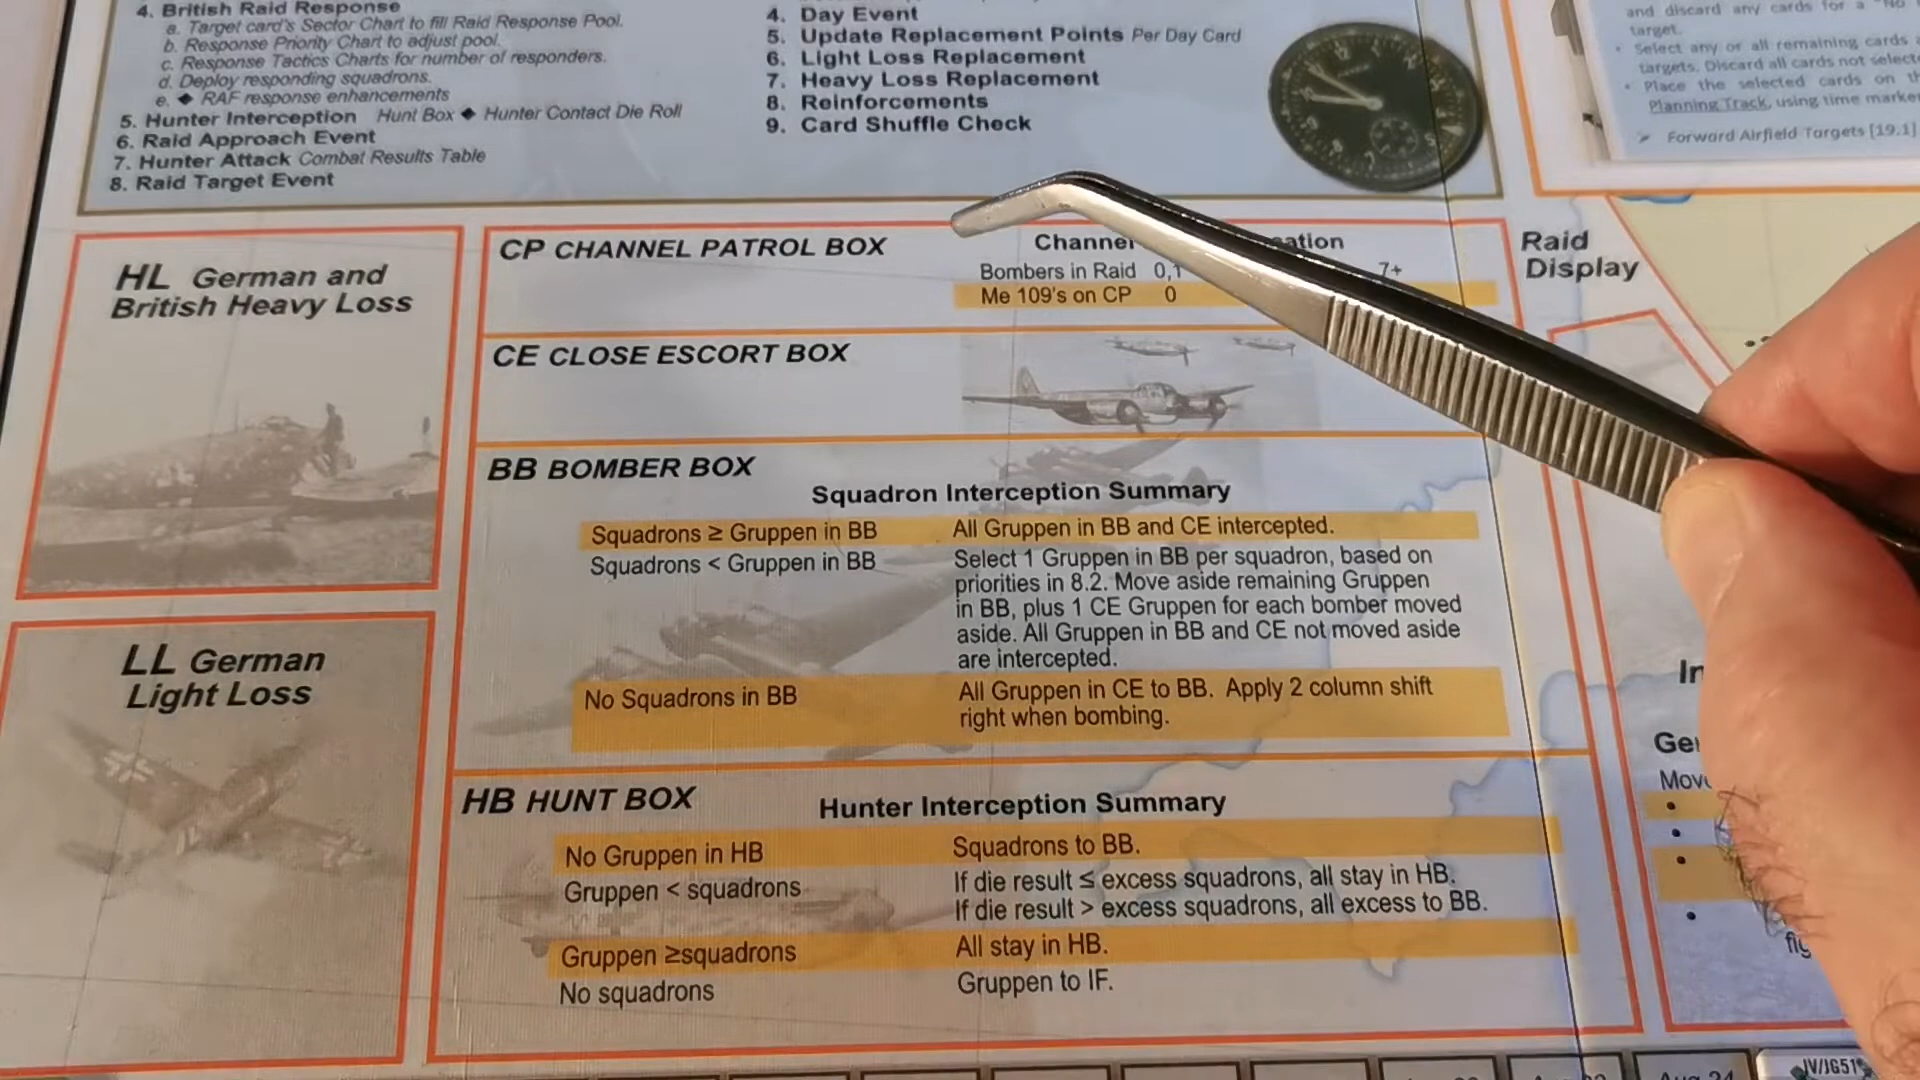 4. British Raid Response
a. Target card's Sector Chart to fill Raid Response Pool.
b. Response Priority Chart to adjust pool.
c. Response Tactics Charts for number of responders.
d. Deploy responding squadrons.
e. ◆ RAF response enhancements
5. Hunter Interception Hunt Box ◆ Hunter Contact Die Roll
6. Raid Approach Event
7. Hunter Attack Combat Results Table
8. Raid Target Event
4. Day Event
5. Update Replacement Points Per Day Card
6. Light Loss Replacement
7. Heavy Loss Replacement
8. Reinforcements
9. Card Shuffle Check
and discard any cards for a "No
target.
• Select any or all remaining cards
targets. Discard all cards not
• Place the selected cards on
Planning Track, using time
➢ Forward Airfield Targets [19.1]
HL German and
British Heavy Loss
LL German
Light Loss
CP CHANNEL PATROL BOX
Channel
Bombers in Raid 0,1 7+
Me 109's on CP 0
CE CLOSE ESCORT BOX
BB BOMBER BOX
Squadron Interception Summary
Squadrons ≥ Gruppen in BB All Gruppen in BB and CE intercepted.
Squadrons < Gruppen in BB Select 1 Gruppen in BB per squadron, based on
priorities in 8.2. Move aside remaining Gruppen
in BB, plus 1 CE Gruppen for each bomber moved
aside. All Gruppen in BB and CE not moved aside
are intercepted.
No Squadrons in BB All Gruppen in CE to BB. Apply 2 column shift
right when bombing.
HB HUNT BOX
Hunter Interception Summary
No Gruppen in HB Squadrons to BB.
Gruppen < squadrons If die result ≤ excess squadrons, all stay in HB.
If die result > excess squadrons, all excess to BB.
Gruppen ≥squadrons All stay in HB.
No squadrons Gruppen to IF.
Raid
Display
Aug 24
IV/JG51